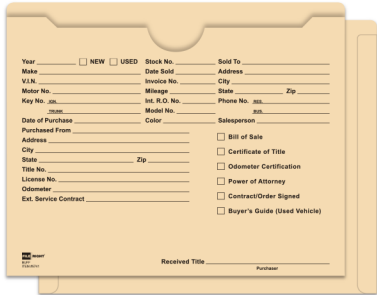 Year NEW USED Stock No. Sold To
Make Date Sold Address
V.I.N. Invoice No. City
Motor No. Mileage State Zip
Key No. IGN. Int. R.O. No. Phone No. RES.
TRUNK Model No. BUS.
Date of Purchase Color Salesperson
Purchased From
Address
City
State Zip
Title No.
License No.
Odometer
Ext. Service Contract
Bill of Sale
Certificate of Title
Odometer Certification
Power of Attorney
Contract/Order Signed
Buyer's Guide (Used Vehicle)
FILE RIGHT
BUFF
Received Title
Purchaser